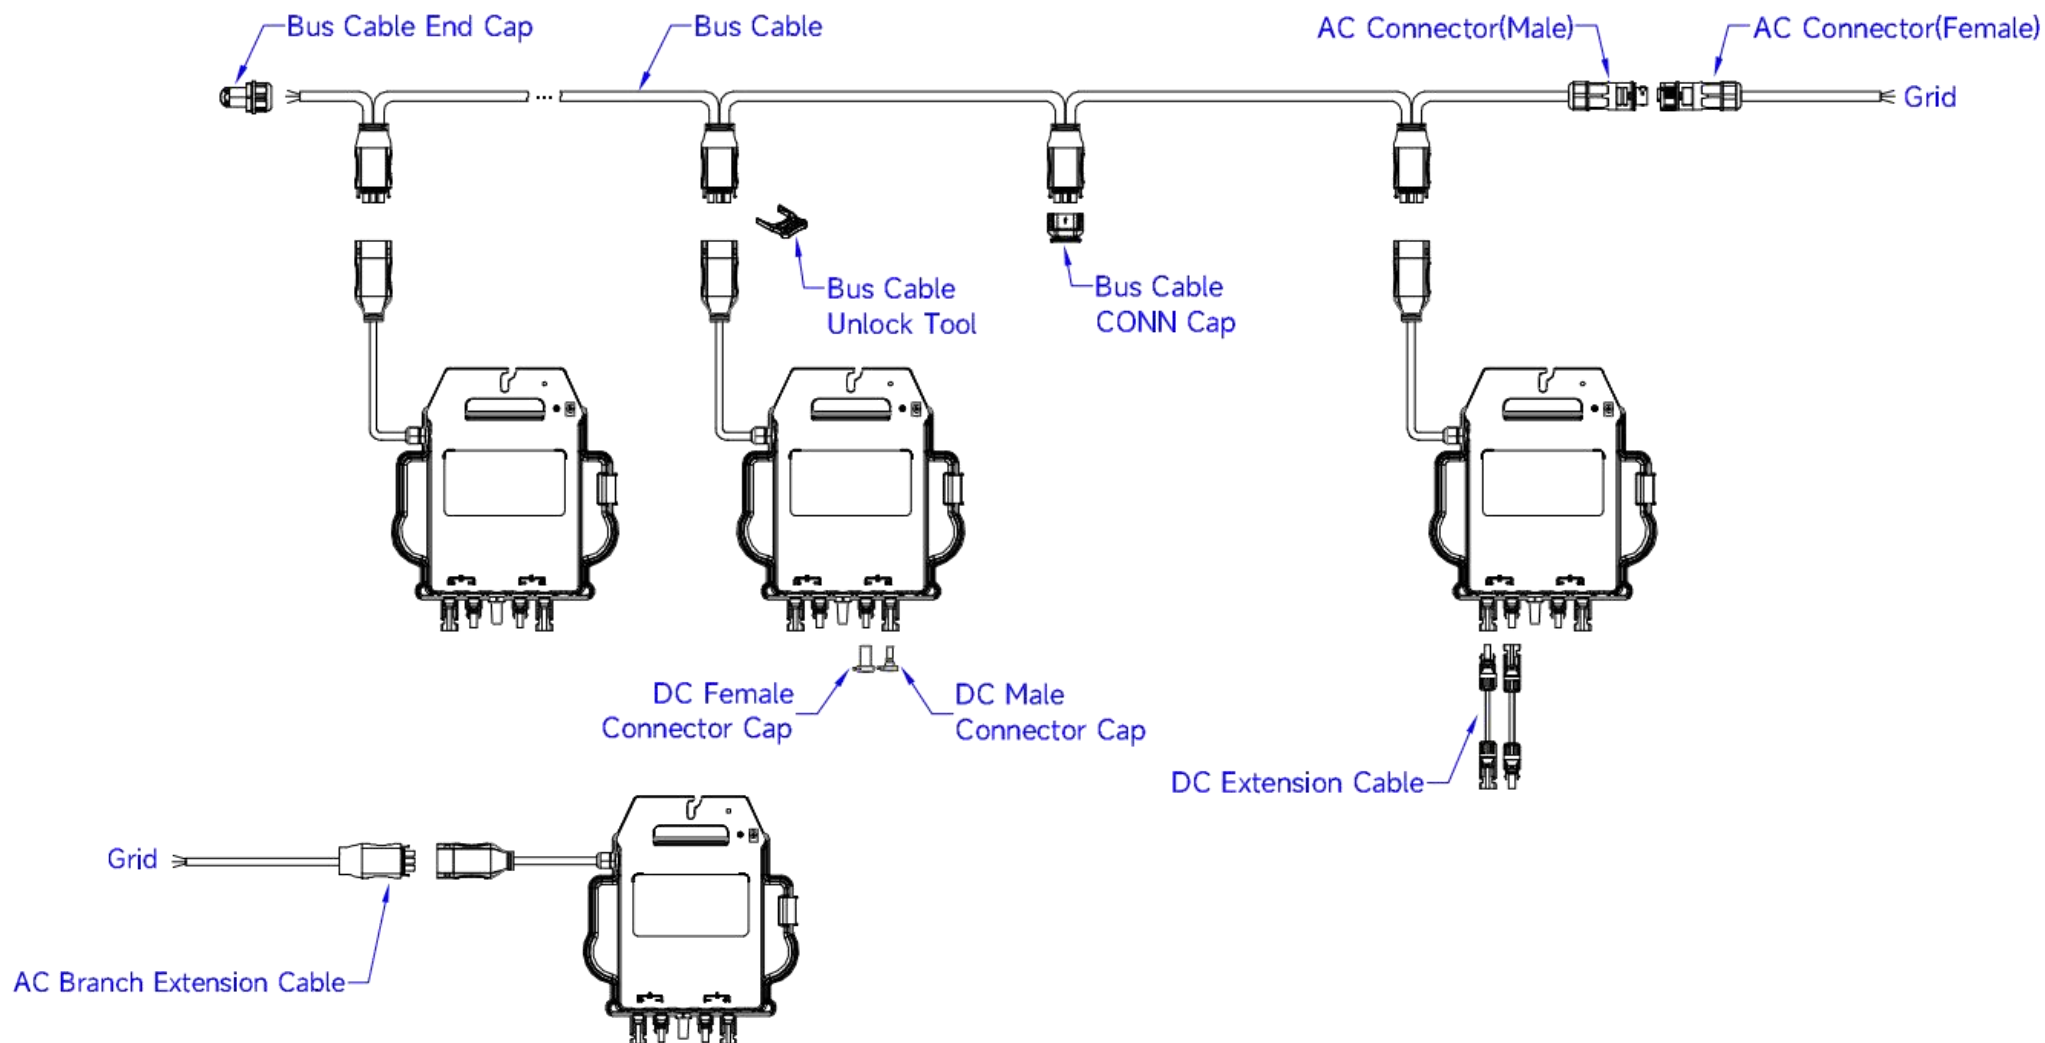 Bus Cable End Cap
Bus Cable
AC Connector(Male)
AC Connector(Female)
...
Grid
Bus Cable
Unlock Tool
Bus Cable
CONN Cap
DC Female
Connector Cap
DC Male
Connector Cap
DC Extension Cable
Grid
AC Branch Extension Cable